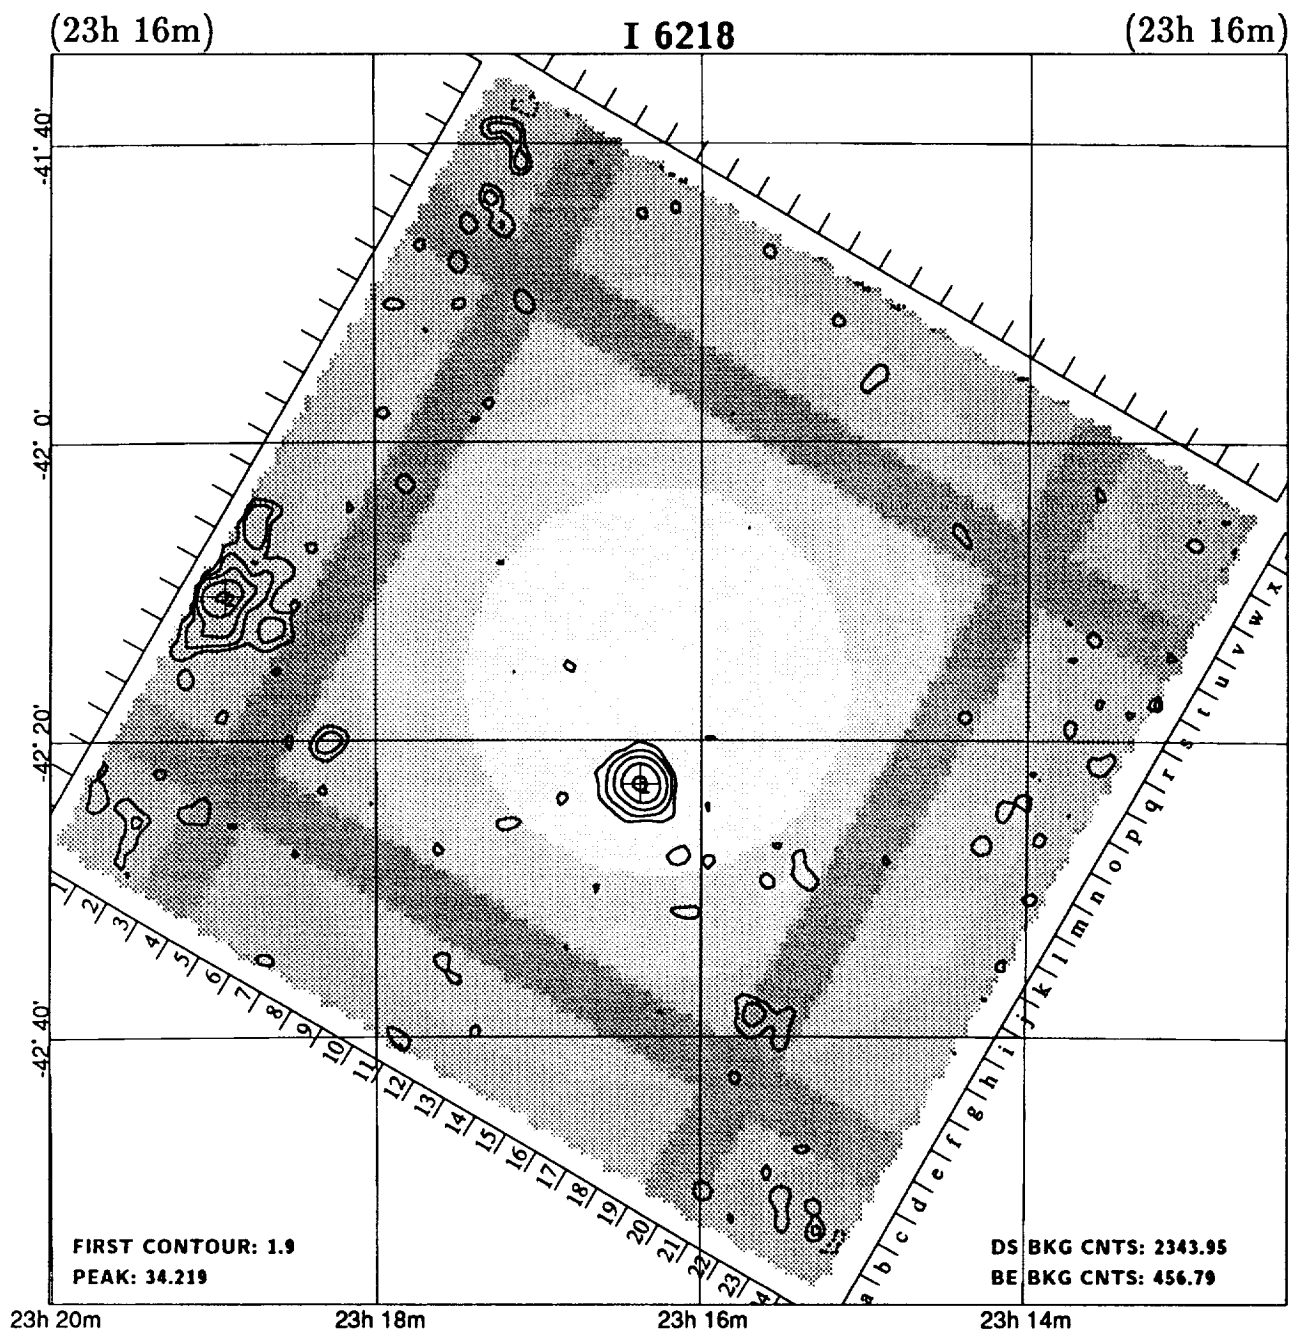 (23h 16m) I 6218 (23h 16m)
-41° 40'
-42° 0'
-42° 20'
-42° 40'
1 2 3 4 5 6 7 8 9 10 11 12 13 14 15 16 17 18 19 20 21 22 23 24
a b c d e f g h i j k l m n o p q r s t u v w x
FIRST CONTOUR: 1.9
PEAK: 34.219
DS BKG CNTS: 2343.95
BE BKG CNTS: 456.79
23h 20m 23h 18m 23h 16m 23h 14m